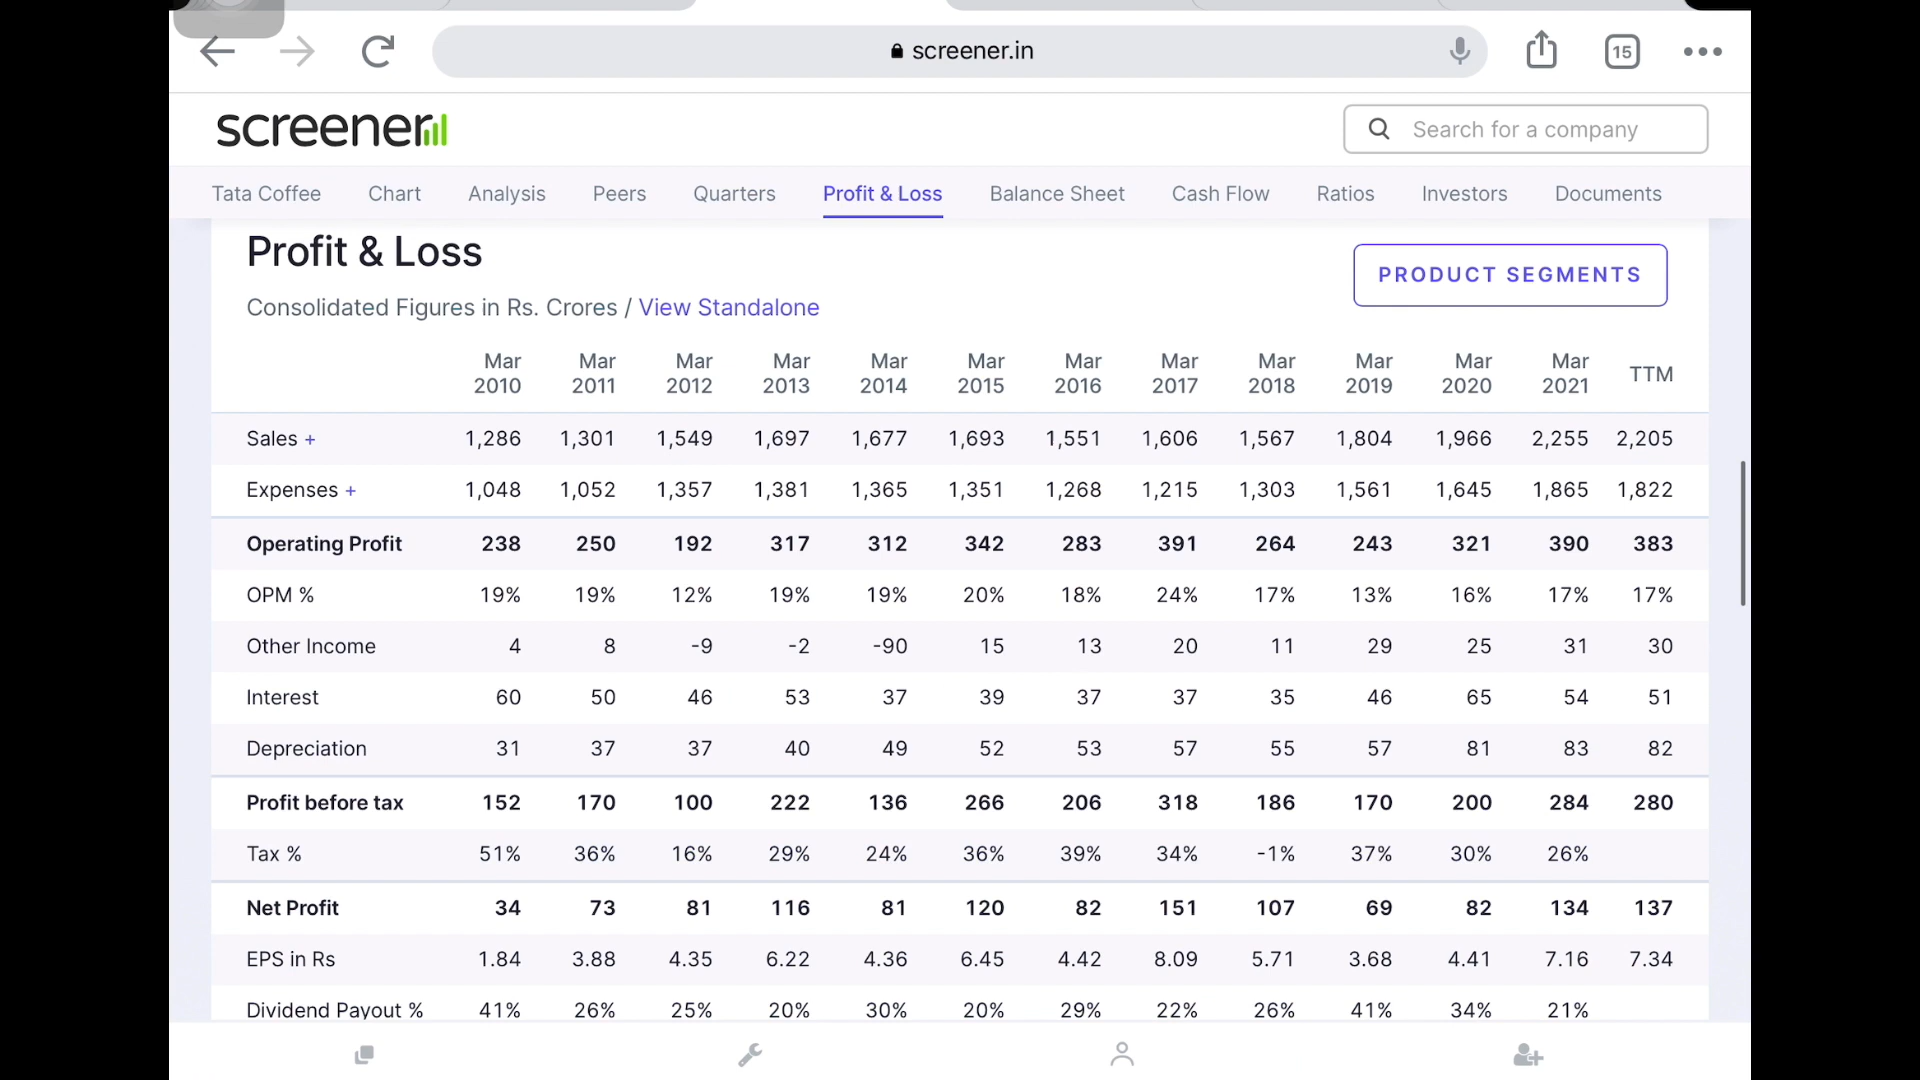 screener.in
15
screener
Search for a company
Tata Coffee Chart Analysis Peers Quarters Profit & Loss Balance Sheet Cash Flow Ratios Investors Documents
Profit & Loss
PRODUCT SEGMENTS
Consolidated Figures in Rs. Crores / View Standalone
Mar 2010 Mar 2011 Mar 2012 Mar 2013 Mar 2014 Mar 2015 Mar 2016 Mar 2017 Mar 2018 Mar 2019 Mar 2020 Mar 2021 TTM
Sales + 1,286 1,301 1,549 1,697 1,677 1,693 1,551 1,606 1,567 1,804 1,966 2,255 2,205
Expenses + 1,048 1,052 1,357 1,381 1,365 1,351 1,268 1,215 1,303 1,561 1,645 1,865 1,822
Operating Profit 238 250 192 317 312 342 283 391 264 243 321 390 383
OPM % 19% 19% 12% 19% 19% 20% 18% 24% 17% 13% 16% 17% 17%
Other Income 4 8 -9 -2 -90 15 13 20 11 29 25 31 30
Interest 60 50 46 53 37 39 37 37 35 46 65 54 51
Depreciation 31 37 37 40 49 52 53 57 55 57 81 83 82
Profit before tax 152 170 100 222 136 266 206 318 186 170 200 284 280
Tax % 51% 36% 16% 29% 24% 36% 39% 34% -1% 37% 30% 26%
Net Profit 34 73 81 116 81 120 82 151 107 69 82 134 137
EPS in Rs 1.84 3.88 4.35 6.22 4.36 6.45 4.42 8.09 5.71 3.68 4.41 7.16 7.34
Dividend Payout % 41% 26% 25% 20% 30% 20% 29% 22% 26% 41% 34% 21%